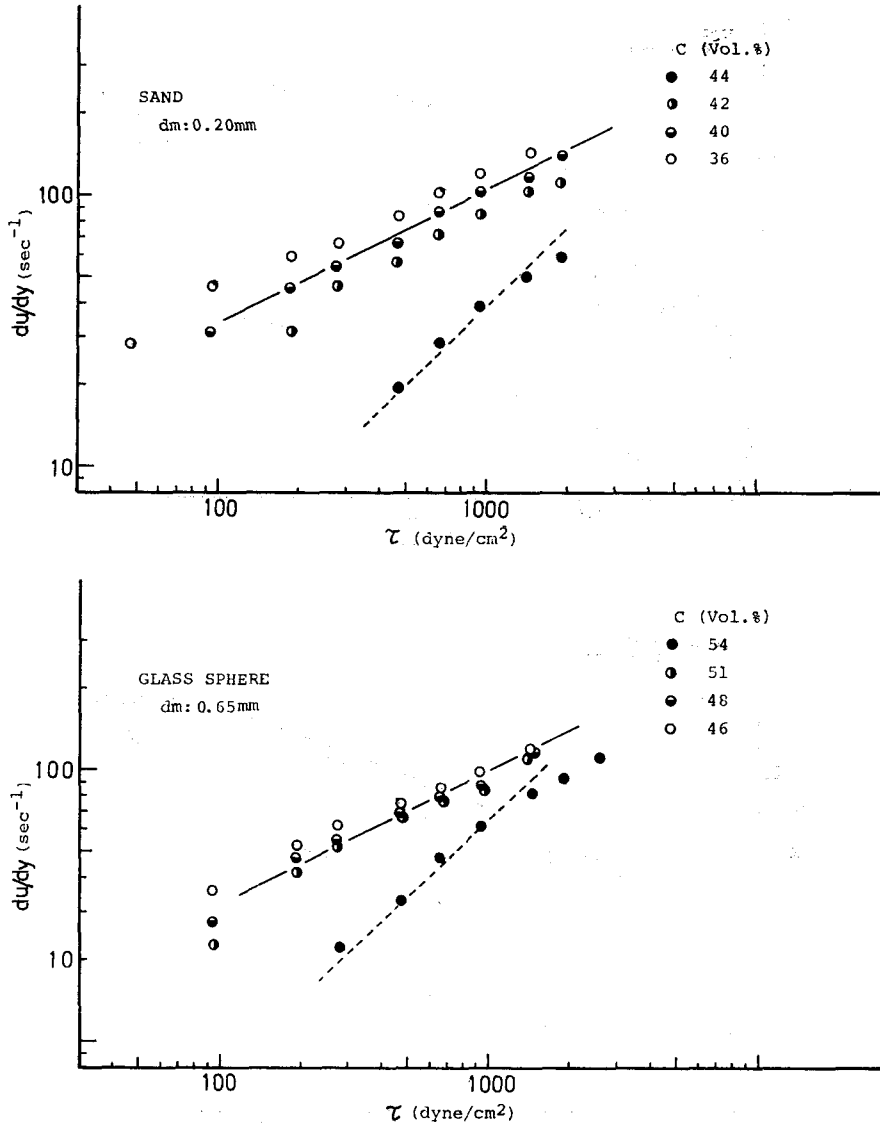 C (Vol.%)
SAND
dm: 0.20mm
44
42
40
36
100
10
du/dy (sec⁻¹)
100
1000
τ (dyne/cm²)
C (Vol.%)
54
GLASS SPHERE
dm: 0.65mm
51
48
46
100
10
du/dy (sec⁻¹)
100
1000
τ (dyne/cm²)